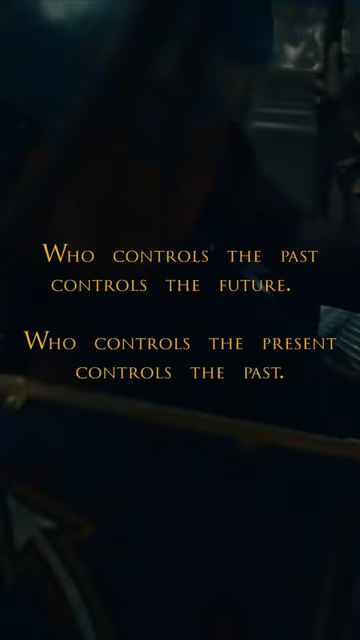 Who controls the past
controls the future.
Who controls the present
controls the past.